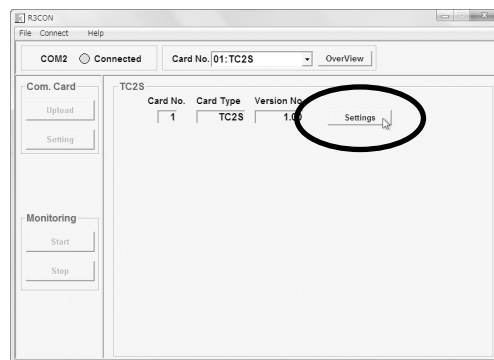 R3CON
File Connect Help
COM2 Connected Card No. 01:TC2S OverView
Com. Card
Upload
Setting
TC2S
Card No. Card Type Version No.
1 TC2S 1.00 Settings
Monitoring
Start
Stop